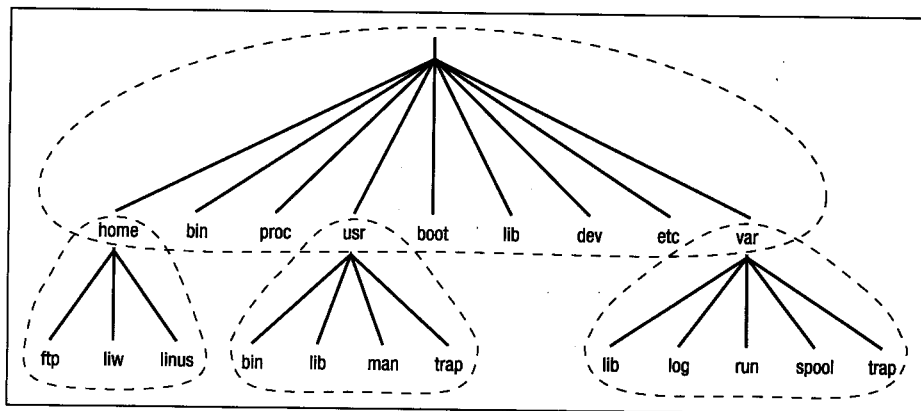 home bin proc usr boot lib dev etc var
ftp liw linus bin lib man trap lib log run spool trap